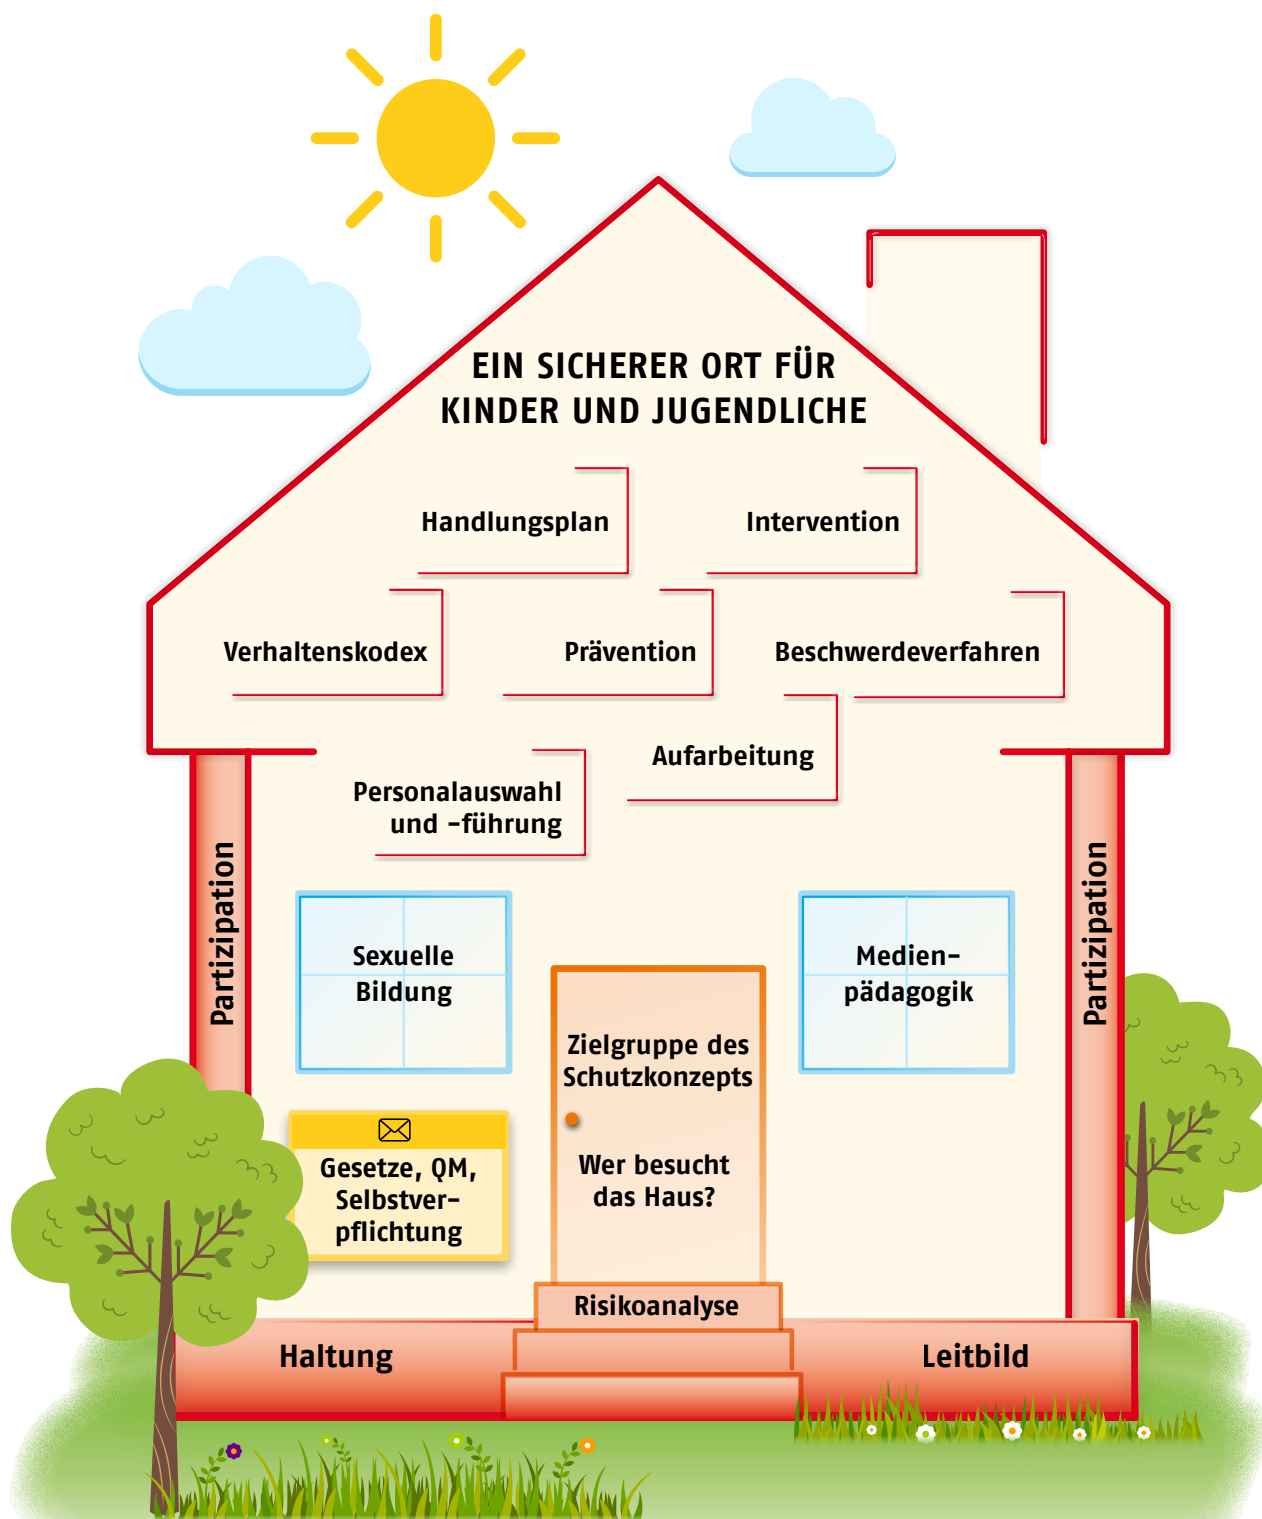 EIN SICHERER ORT FÜR
KINDER UND JUGENDLICHE
Handlungsplan
Intervention
Verhaltenskodex
Prävention
Beschwerdeverfahren
Aufarbeitung
Personalauswahl
und -führung
Partizipation
Partizipation
Sexuelle
Bildung
Medien-
pädagogik
Zielgruppe des
Schutzkonzepts
Wer besucht
das Haus?
Gesetze, QM,
Selbstver-
pflichtung
Risikoanalyse
Haltung
Leitbild